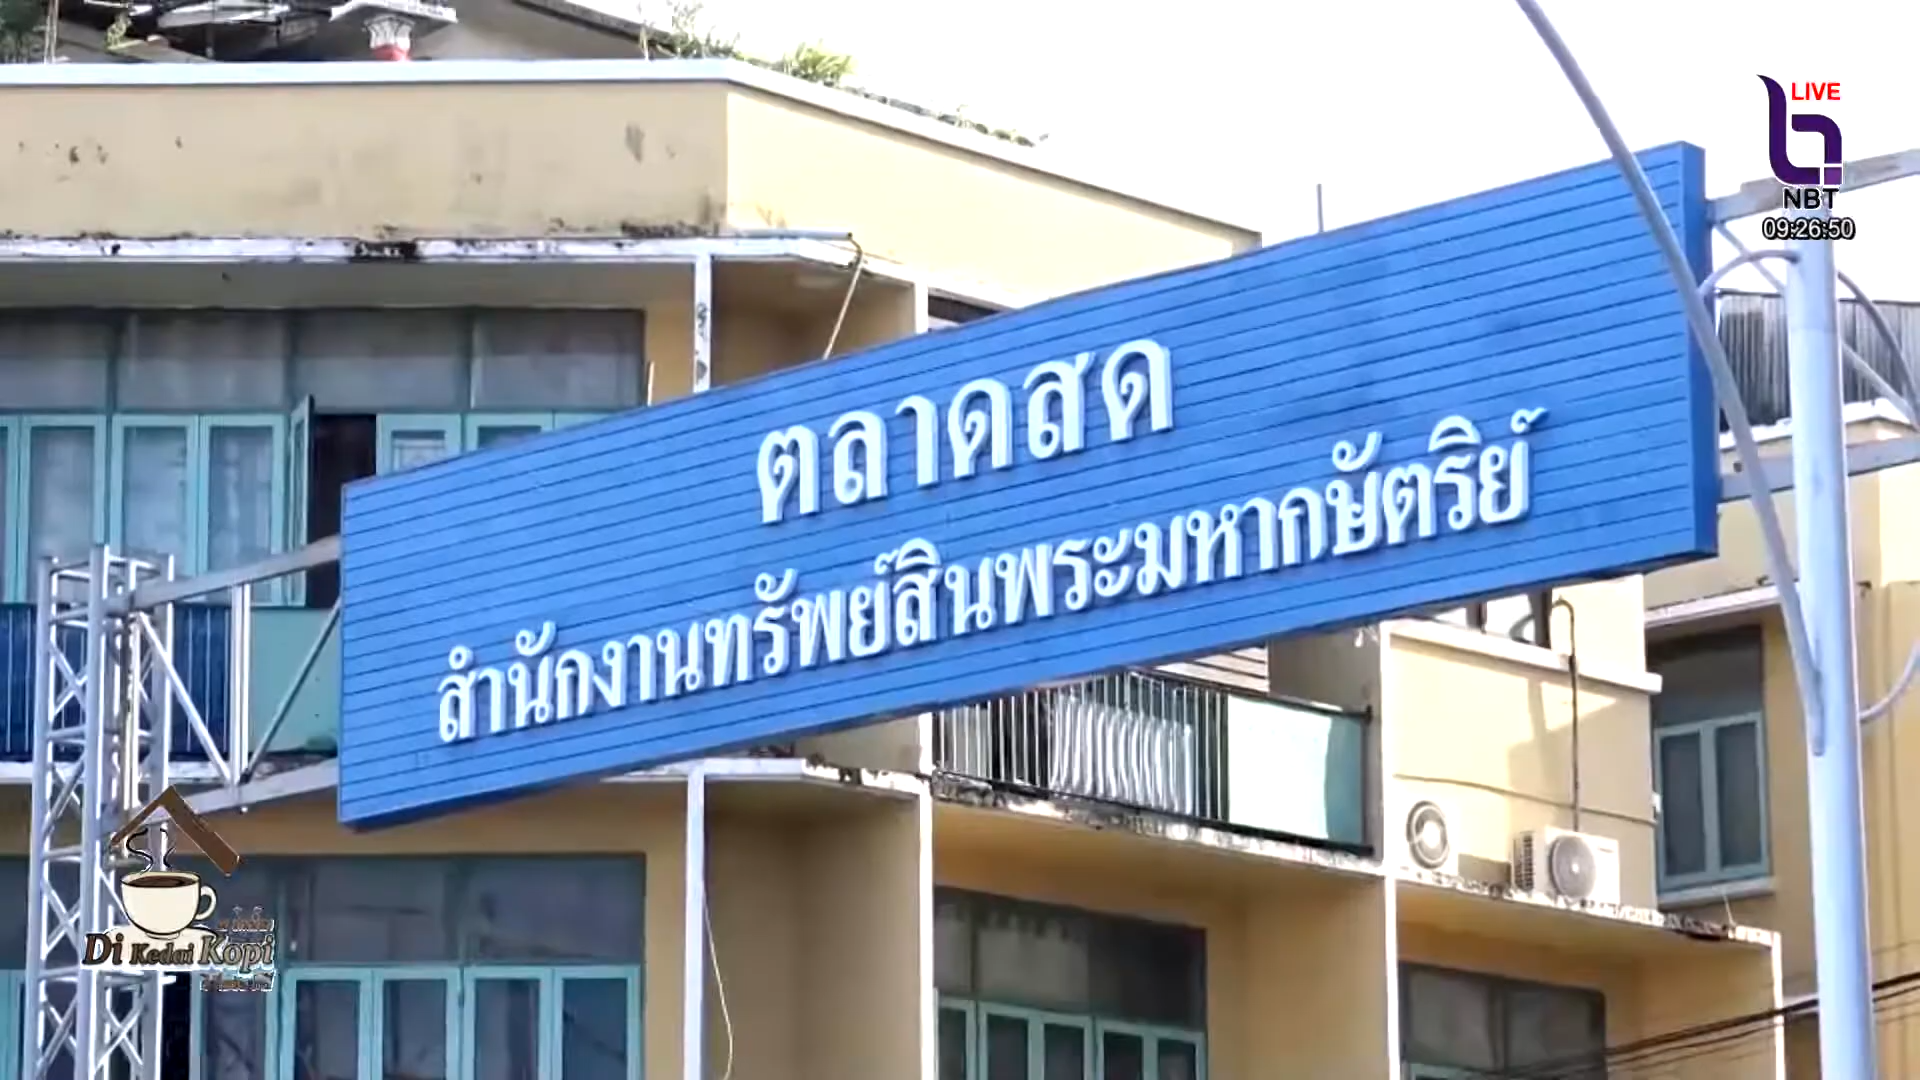 LIVE
NBT
09:26:50
ตลาดสด
สำนักงานทรัพย์สินพระมหากษัตริย์
Di Kedai Kopi